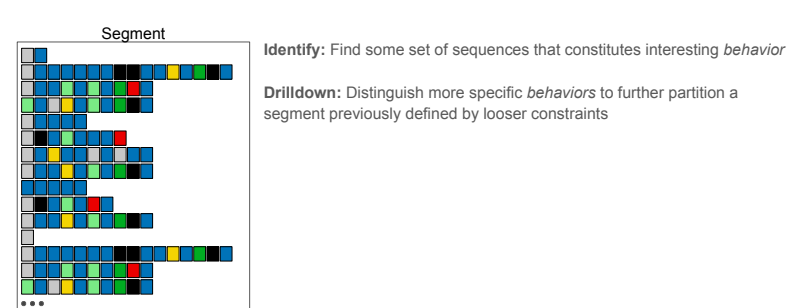 Segment
Identify: Find some set of sequences that constitutes interesting behavior
Drilldown: Distinguish more specific behaviors to further partition a
segment previously defined by looser constraints